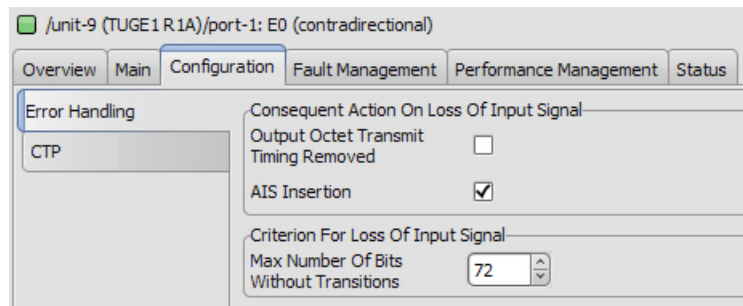 /unit-9 (TUGE1 R1A)/port-1: E0 (contradirectional)
Overview Main Configuration Fault Management Performance Management Status
Error Handling
CTP
Consequent Action On Loss Of Input Signal
Output Octet Transmit
Timing Removed
AIS Insertion
Criterion For Loss Of Input Signal
Max Number Of Bits
Without Transitions
72